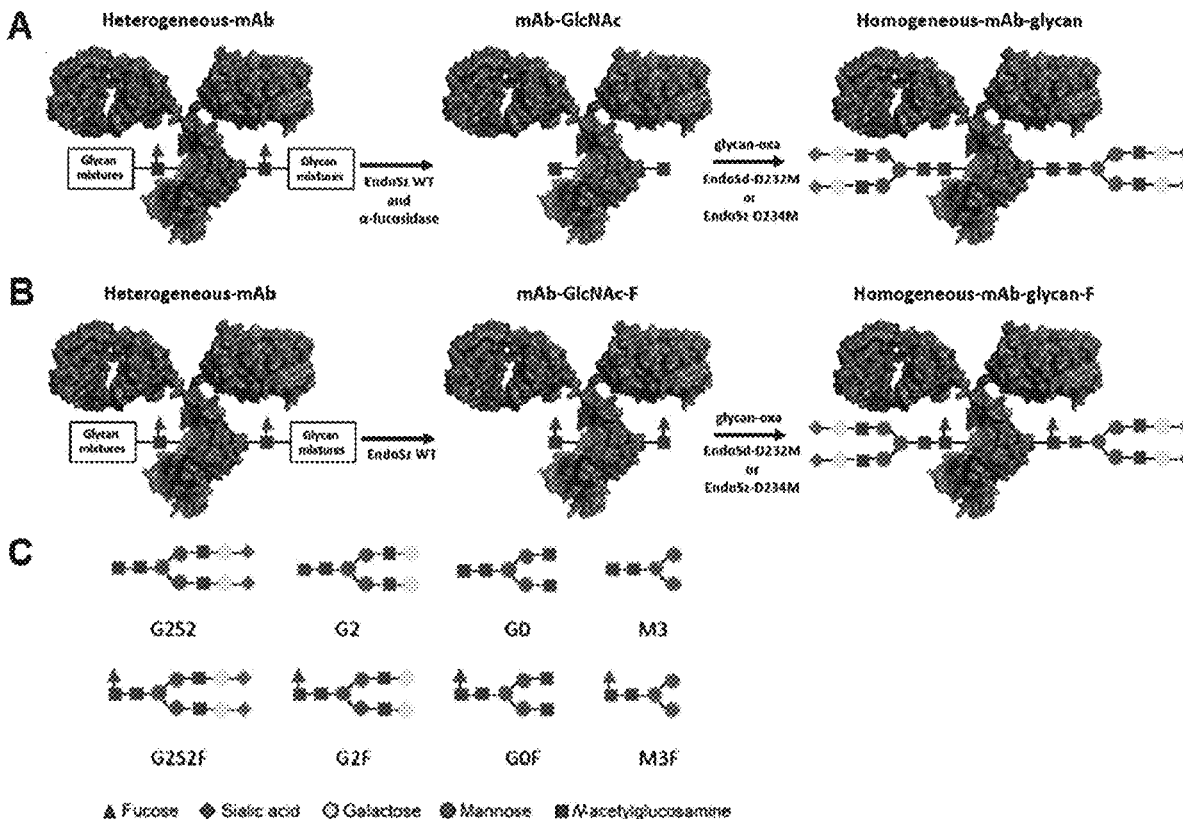 A
Heterogeneous-mAb
mAb-GlcNAc
Homogeneous-mAb-glycan
Glycan
mixtures
Glycan
mixtures
EndoSz WT
and
α-fucosidase
glycan-oxa
EndoSd-D232M
or
EndoSz-D234M
B
Heterogeneous-mAb
mAb-GlcNAc-F
Homogeneous-mAb-glycan-F
Glycan
mixtures
Glycan
mixtures
EndoSz WT
glycan-oxa
EndoSd-D232M
or
EndoSz-D234M
C
G2S2 G2 G0 M3
G2S2F G2F G0F M3F
Fucose Sialic acid Galactose Mannose N-acetylglucosamine